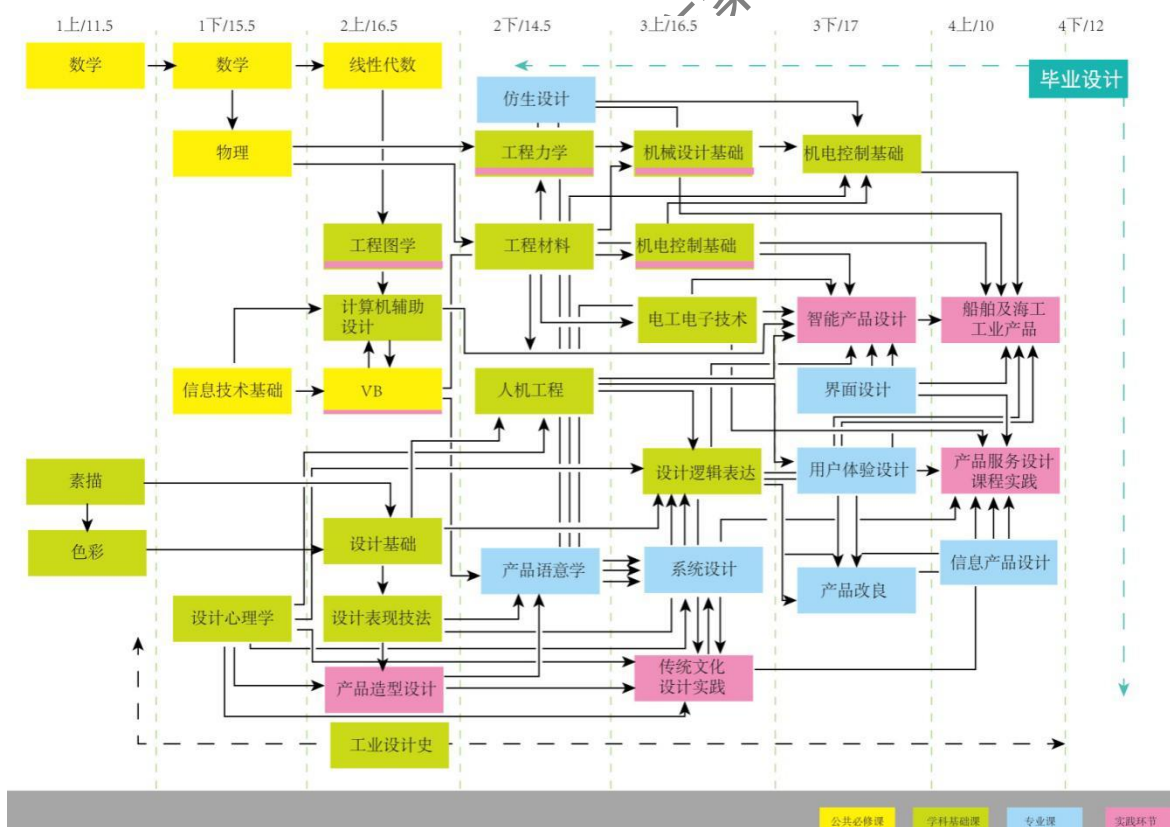 1上/11.5
1下/15.5
2上/16.5
2下/14.5
3上/16.5
3下/17
4上/10
4下/12
数学
数学
线性代数
毕业设计
仿生设计
物理
工程力学
机械设计基础
机电控制基础
工程图学
工程材料
机电控制基础
计算机辅助
设计
电工电子技术
智能产品设计
船舶及海工
工业产品
信息技术基础
VB
人机工程
界面设计
素描
设计逻辑表达
用户体验设计
产品服务设计
课程实践
色彩
设计基础
产品语意学
系统设计
信息产品设计
产品改良
设计心理学
设计表现技法
产品造型设计
传统文化
设计实践
工业设计史
公共必修课
学科基础课
专业课
实践环节